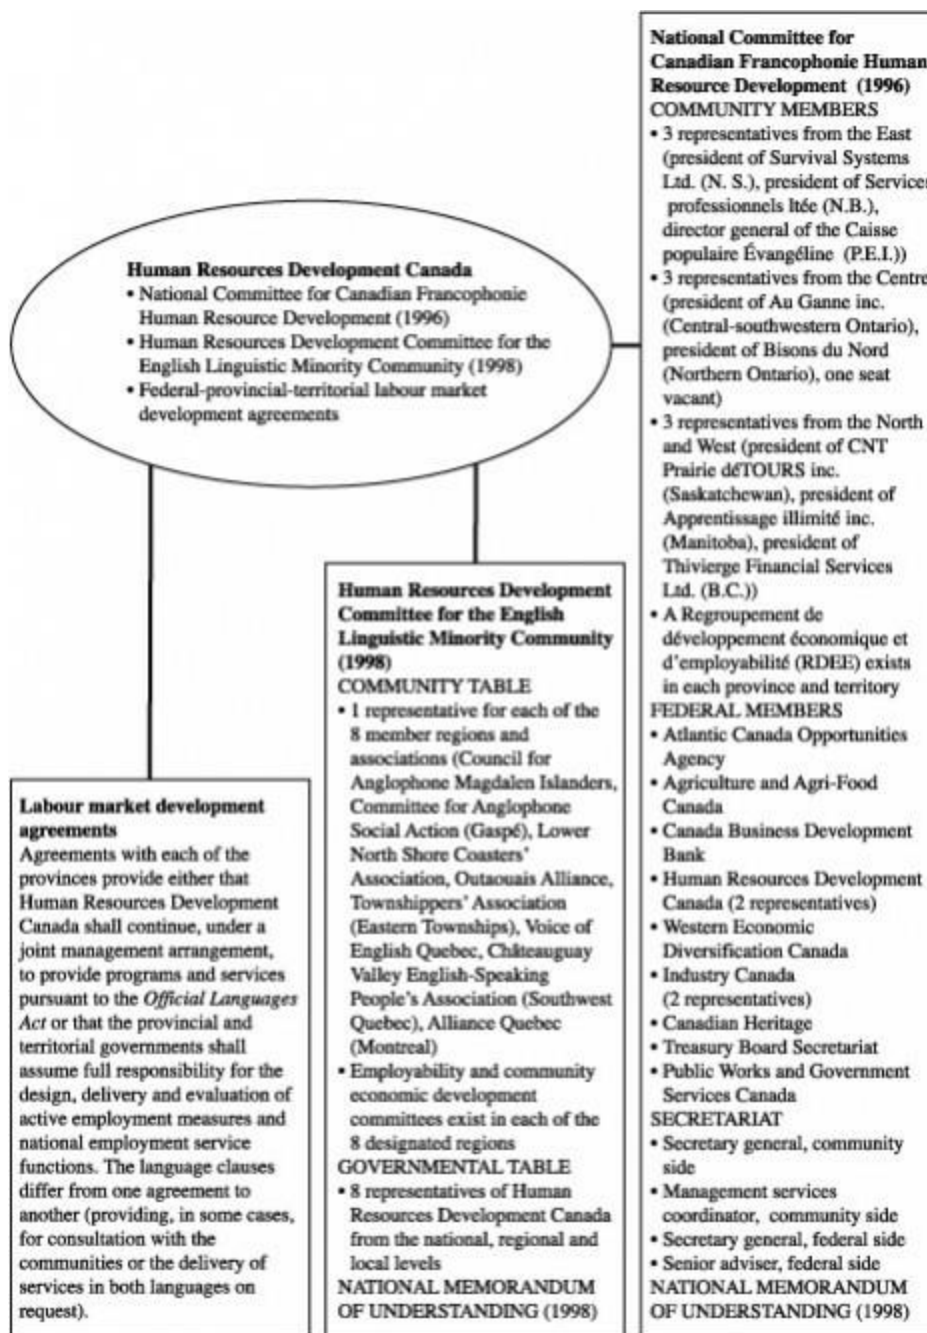 Human Resources Development Canada
• National Committee for Canadian Francophonie
Human Resource Development (1996)
• Human Resources Development Committee for the
English Linguistic Minority Community (1998)
• Federal-provincial-territorial labour market
development agreements
Labour market development
agreements
Agreements with each of the
provinces provide either that
Human Resources Development
Canada shall continue, under a
joint management arrangement,
to provide programs and services
pursuant to the Official Languages
Act or that the provincial and
territorial governments shall
assume full responsibility for the
design, delivery and evaluation of
active employment measures and
national employment service
functions. The language clauses
differ from one agreement to
another (providing, in some cases,
for consultation with the
communities or the delivery of
services in both languages on
request).
Human Resources Development
Committee for the English
Linguistic Minority Community
(1998)
COMMUNITY TABLE
• 1 representative for each of the
8 member regions and
associations (Council for
Anglophone Magdalen Islanders,
Committee for Anglophone
Social Action (Gaspé), Lower
North Shore Coasters'
Association, Outaouais Alliance,
Townshippers' Association
(Eastern Townships), Voice of
English Quebec, Châteauguay
Valley English-Speaking
People's Association (Southwest
Quebec), Alliance Quebec
(Montreal)
• Employability and community
economic development
committees exist in each of the
8 designated regions
GOVERNMENTAL TABLE
• 8 representatives of Human
Resources Development Canada
from the national, regional and
local levels
NATIONAL MEMORANDUM
OF UNDERSTANDING (1998)
National Committee for
Canadian Francophonie Human
Resource Development (1996)
COMMUNITY MEMBERS
• 3 representatives from the East
(president of Survival Systems
Ltd. (N. S.), president of Services
professionnels ltée (N.B.),
director general of the Caisse
populaire Évangéline (P.E.I.))
• 3 representatives from the Centre
(president of Au Ganne inc.
(Central-southwestern Ontario),
president of Bisons du Nord
(Northern Ontario), one seat
vacant)
• 3 representatives from the North
and West (president of CNT
Prairie déTOURS inc.
(Saskatchewan), president of
Apprentissage illimité inc.
(Manitoba), president of
Thivierge Financial Services
Ltd. (B.C.))
• A Regroupement de
développement économique et
d'employabilité (RDEE) exists
in each province and territory
FEDERAL MEMBERS
• Atlantic Canada Opportunities
Agency
• Agriculture and Agri-Food
Canada
• Canada Business Development
Bank
• Human Resources Development
Canada (2 representatives)
• Western Economic
Diversification Canada
• Industry Canada
(2 representatives)
• Canadian Heritage
• Treasury Board Secretariat
• Public Works and Government
Services Canada
SECRETARIAT
• Secretary general, community
side
• Management services
coordinator, community side
• Secretary general, federal side
• Senior adviser, federal side
NATIONAL MEMORANDUM
OF UNDERSTANDING (1998)